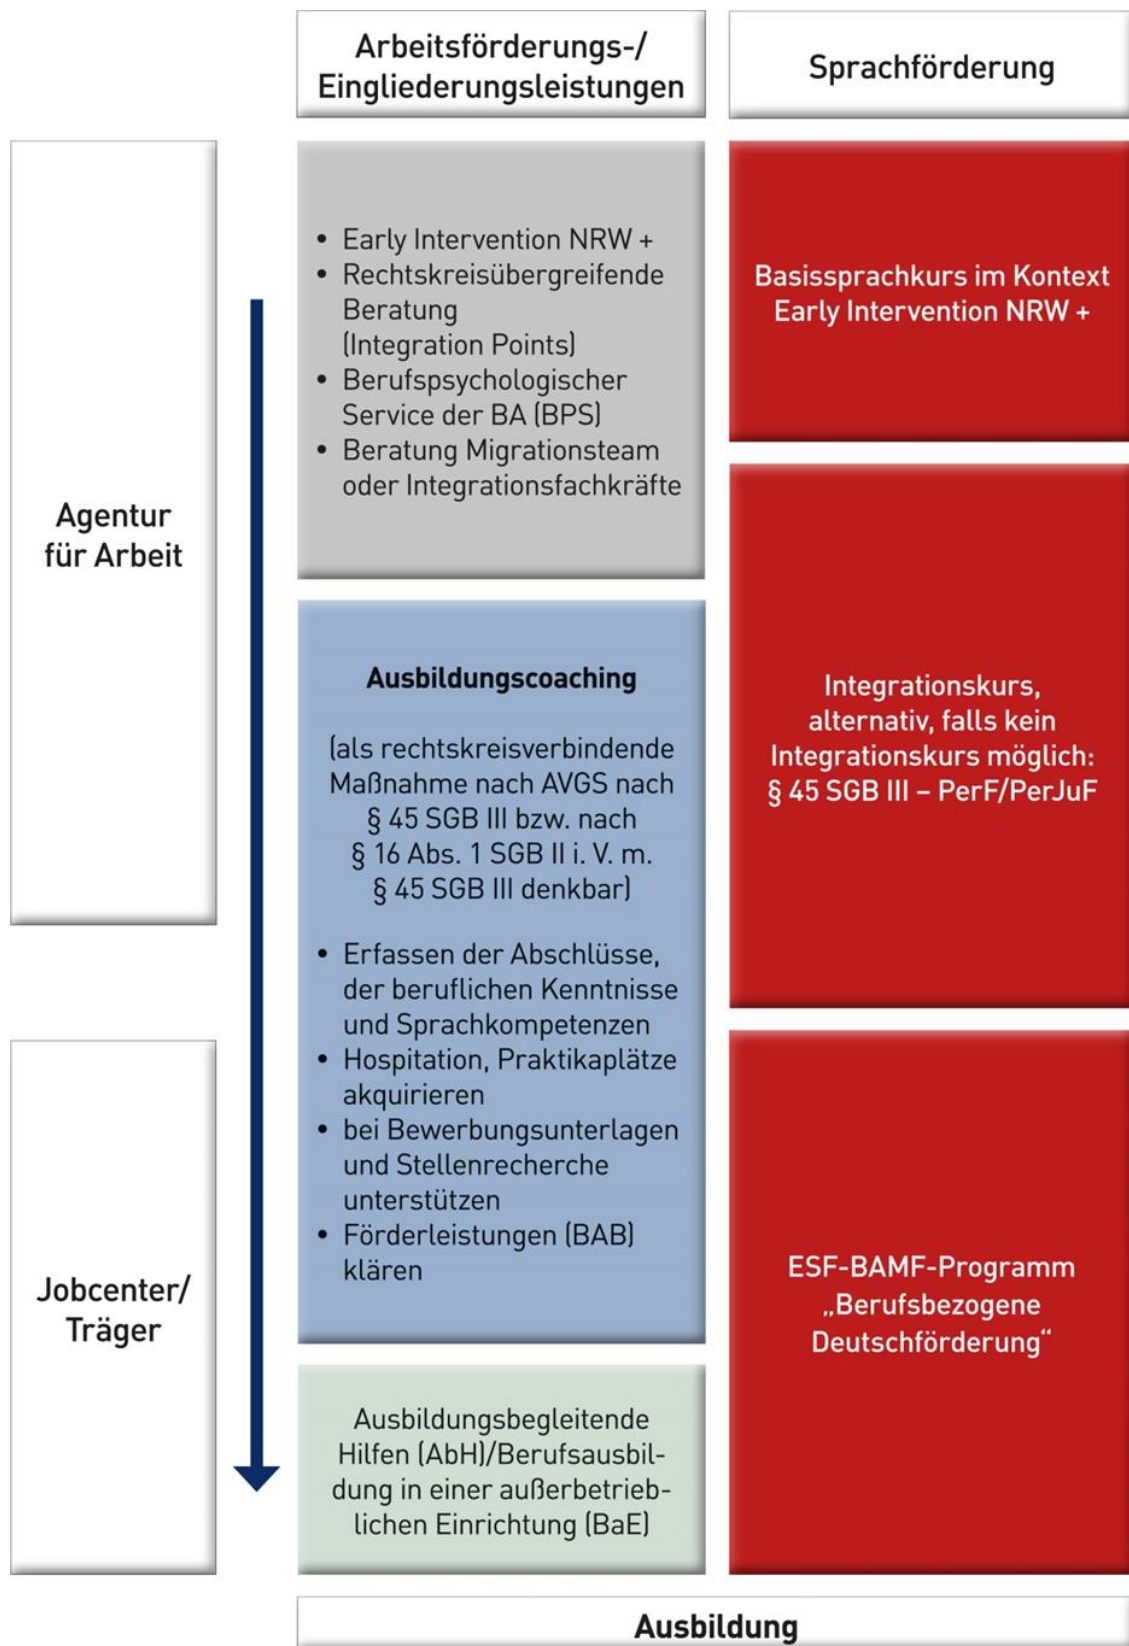 Arbeitsförderungs-/
Eingliederungsleistungen
Sprachförderung
Agentur
für Arbeit
• Early Intervention NRW +
• Rechtskreisübergreifende
Beratung
(Integration Points)
• Berufspsychologischer
Service der BA (BPS)
• Beratung Migrationsteam
oder Integrationsfachkräfte
Basissprachkurs im Kontext
Early Intervention NRW +
Ausbildungscoaching
(als rechtskreisverbindende
Maßnahme nach AVGS nach
§ 45 SGB III bzw. nach
§ 16 Abs. 1 SGB II i. V. m.
§ 45 SGB III denkbar)
• Erfassen der Abschlüsse,
der beruflichen Kenntnisse
und Sprachkompetenzen
• Hospitation, Praktikaplätze
akquirieren
• bei Bewerbungsunterlagen
und Stellenrecherche
unterstützen
• Förderleistungen (BAB)
klären
Integrationskurs,
alternativ, falls kein
Integrationskurs möglich:
§ 45 SGB III – PerF/PerJuF
Jobcenter/
Träger
ESF-BAMF-Programm
„Berufsbezogene
Deutschförderung“
Ausbildungsbegleitende
Hilfen (AbH)/Berufsausbil-
dung in einer außerbetrieb-
lichen Einrichtung (BaE)
Ausbildung